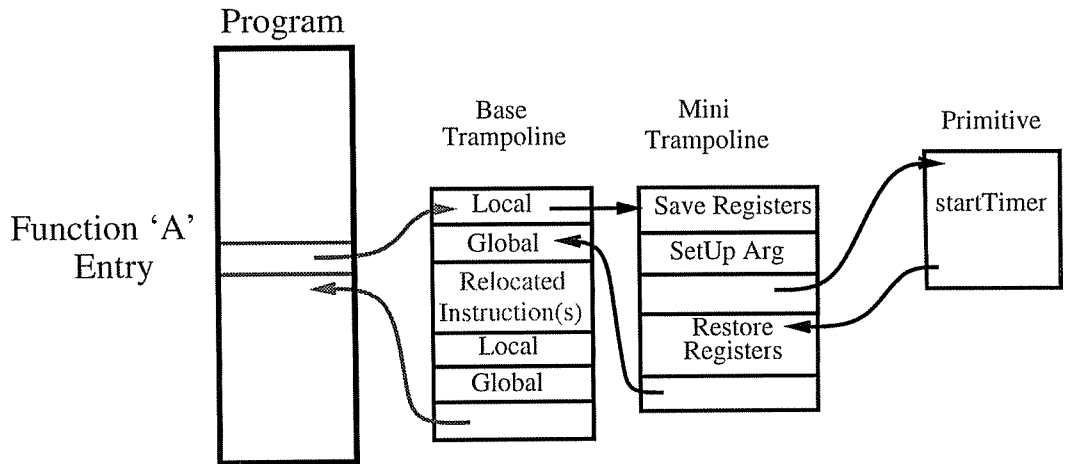 Program
Function ‘A’
Entry
Base
Trampoline
Local
Global
Relocated
Instruction(s)
Local
Global
Mini
Trampoline
Save Registers
SetUp Arg
Restore
Registers
Primitive
startTimer